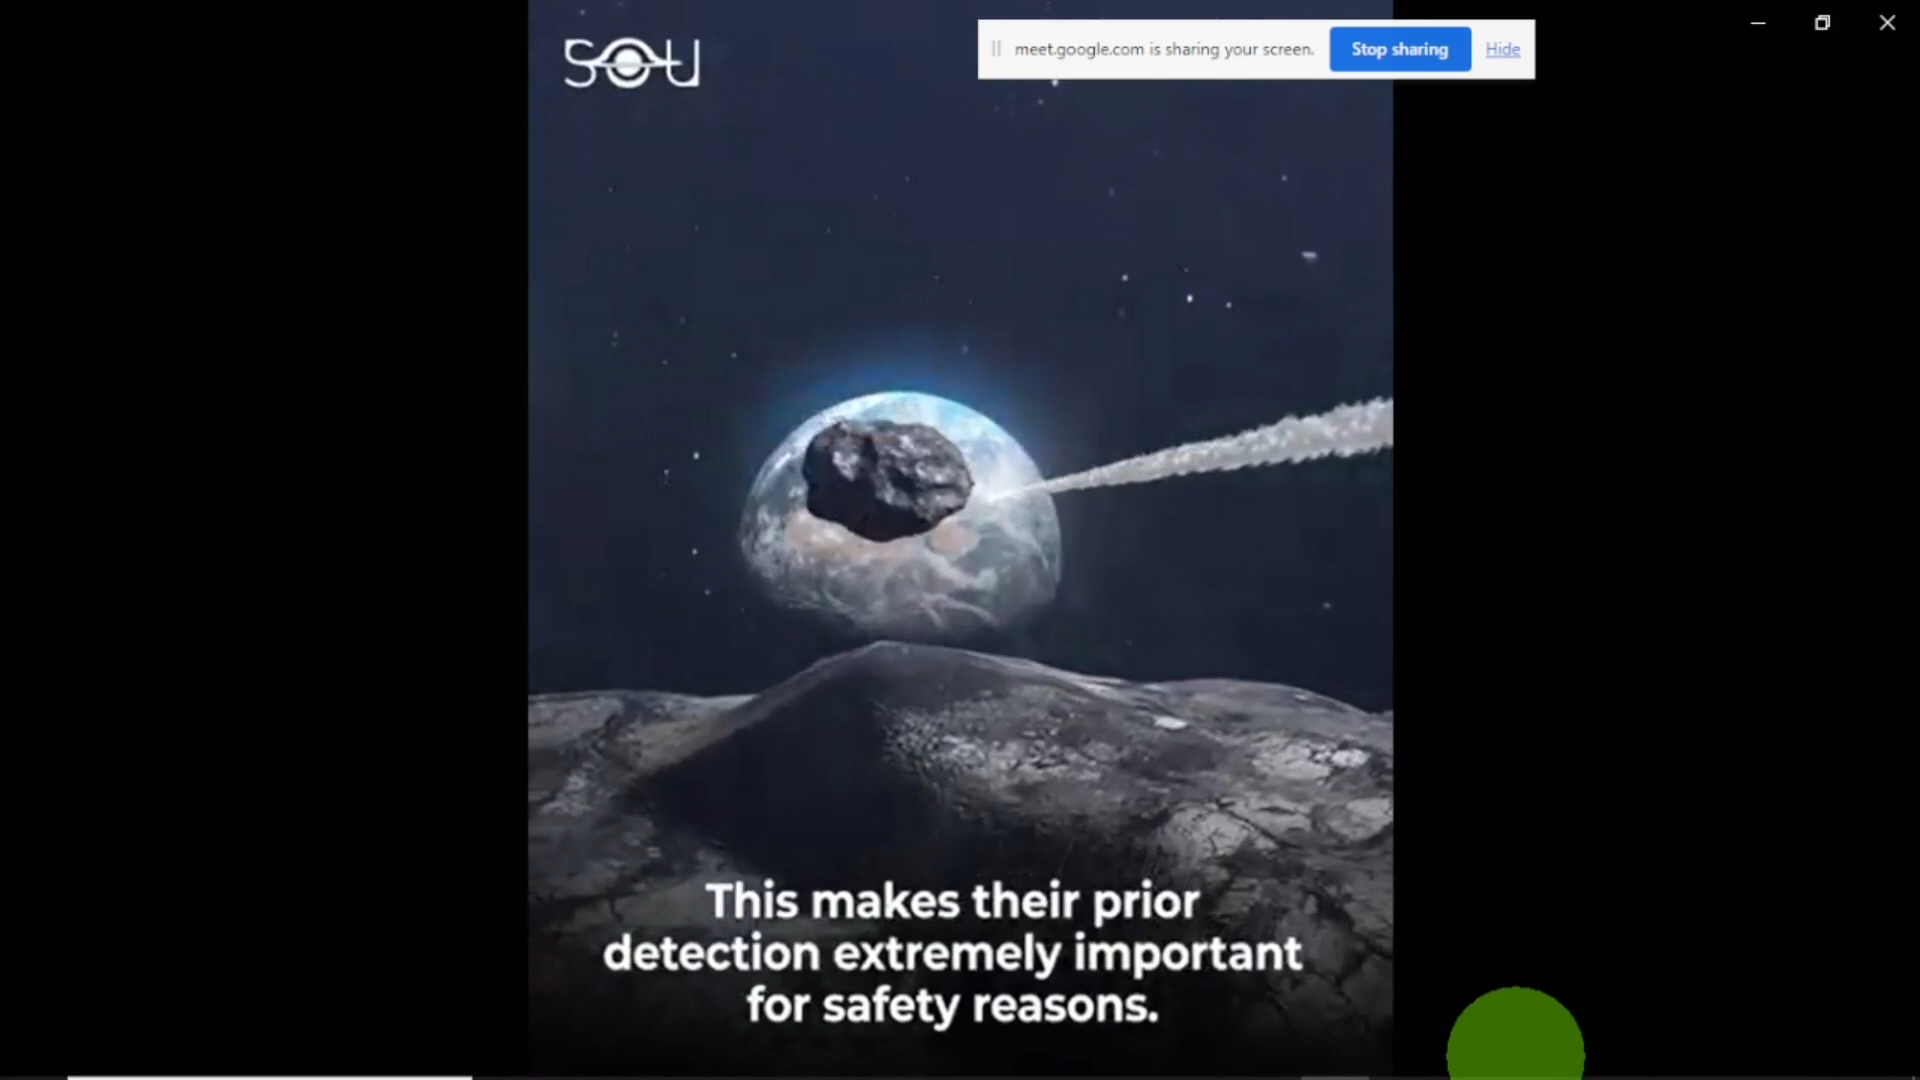 SOU
meet.google.com is sharing your screen. Stop sharing Hide
This makes their prior
detection extremely important
for safety reasons.